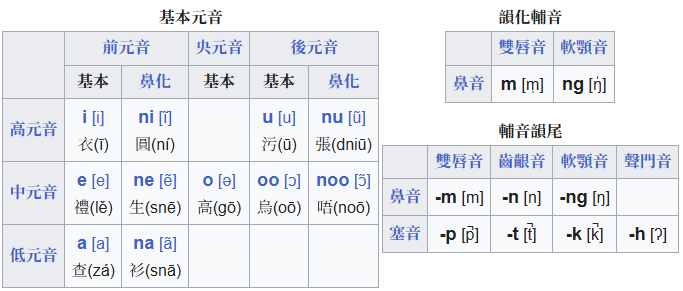 基本元音
前元音 央元音 後元音
基本 鼻化 基本 基本 鼻化
高元音 i [i] ni [ĩ] u [u] nu [ũ]
衣(ī) 圓(ní) 污(ū) 張(dniū)
中元音 e [e] ne [ẽ] o [ə] oo [ɔ] noo [ɔ̃]
禮(lě) 生(snē) 高(gō) 烏(oō) 唔(noō)
低元音 a [a] na [ã]
查(zá) 衫(snā)
韻化輔音
雙唇音 軟顎音
鼻音 m [m̩] ng [ŋ̍]
輔音韻尾
雙唇音 齒齦音 軟顎音 聲門音
鼻音 -m [m] -n [n] -ng [ŋ]
塞音 -p [p̚] -t [t̚] -k [k̚] -h [ʔ]